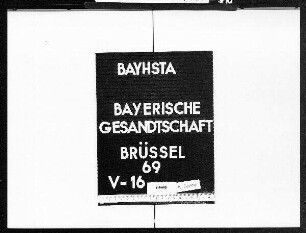 BAYHSTA
BAYERISCHE
GESANDTSCHAFT
BRÜSSEL
69
V-16